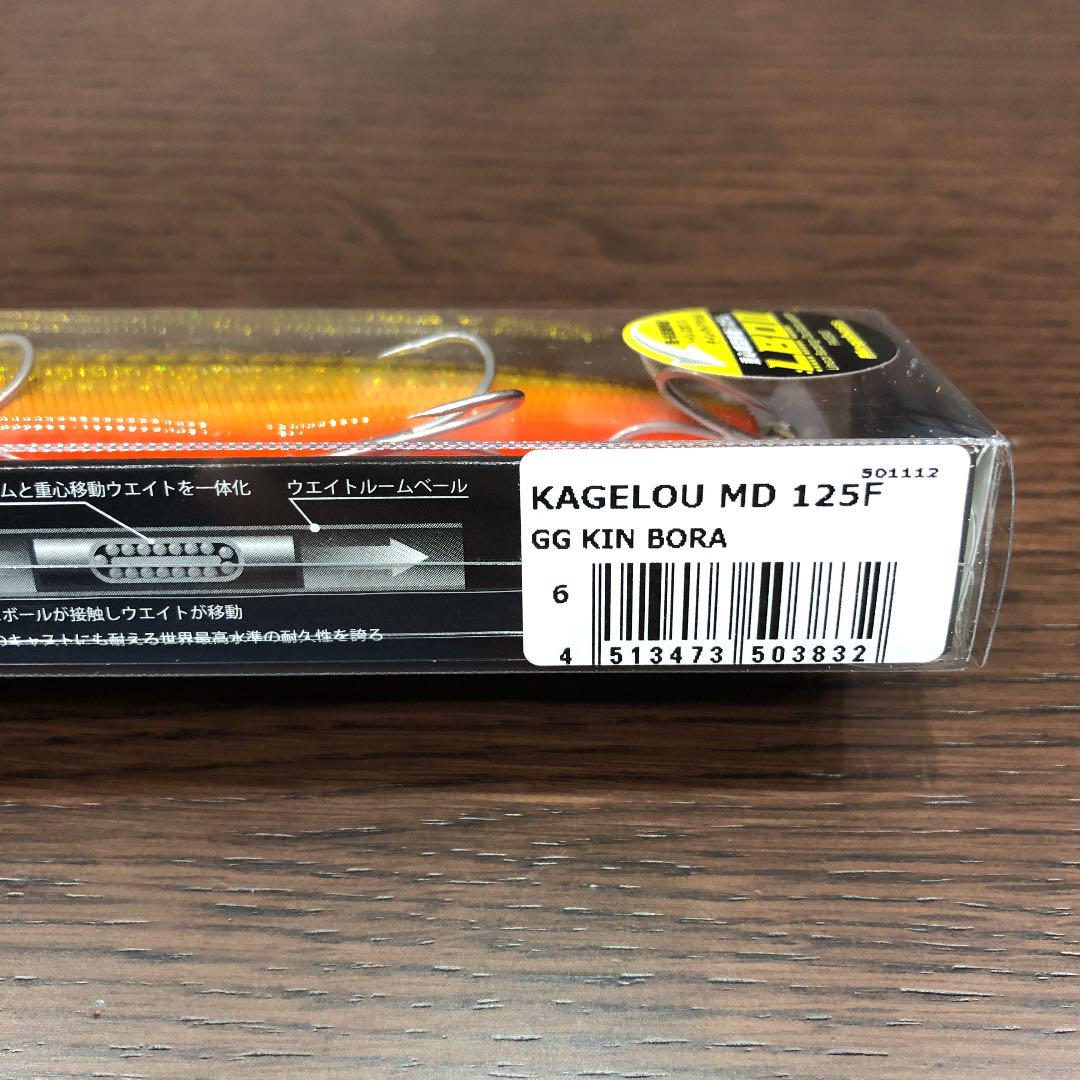 ムと重心移動ウエイトを一体化
ウエイトルームベール
ボールが接触しウエイトが移動
のキャストにも耐える世界最高水準の耐久性を誇る
501112
KAGELOU MD 125F
GG KIN BORA
6
4 513473 503832